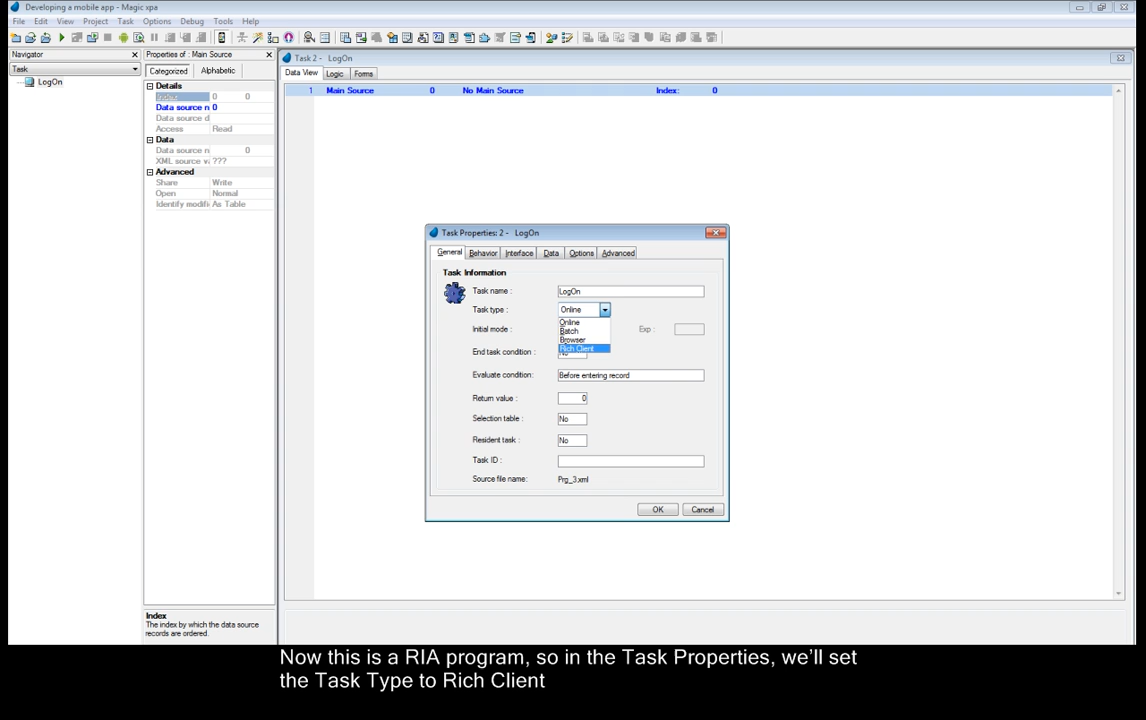 Developing a mobile app - Magic xpa
File Edit View Project Task Options Debug Tools Help
Navigator
Task
LogOn
Properties of : Main Source
Categorized Alphabetic
Details
0 0
Data source n 0
Data source d
Access Read
Data
Data source n 0
XML source v ???
Advanced
Share Write
Open Normal
Identify modifi As Table
Index
The index by which the data source
records are ordered.
Task 2 - LogOn
Data View Logic Forms
1 Main Source 0 No Main Source Index: 0
Task Properties: 2 - LogOn
General Behavior Interface Data Options Advanced
Task Information
Task name : LogOn
Task type : Online
Online
Batch
Browser
Rich Client
Initial mode : Exp :
End task condition : No
Evaluate condition: Before entering record
Return value : 0
Selection table : No
Resident task : No
Task ID :
Source file name: Prg_3.xml
OK Cancel
Now this is a RIA program, so in the Task Properties, we'll set
the Task Type to Rich Client